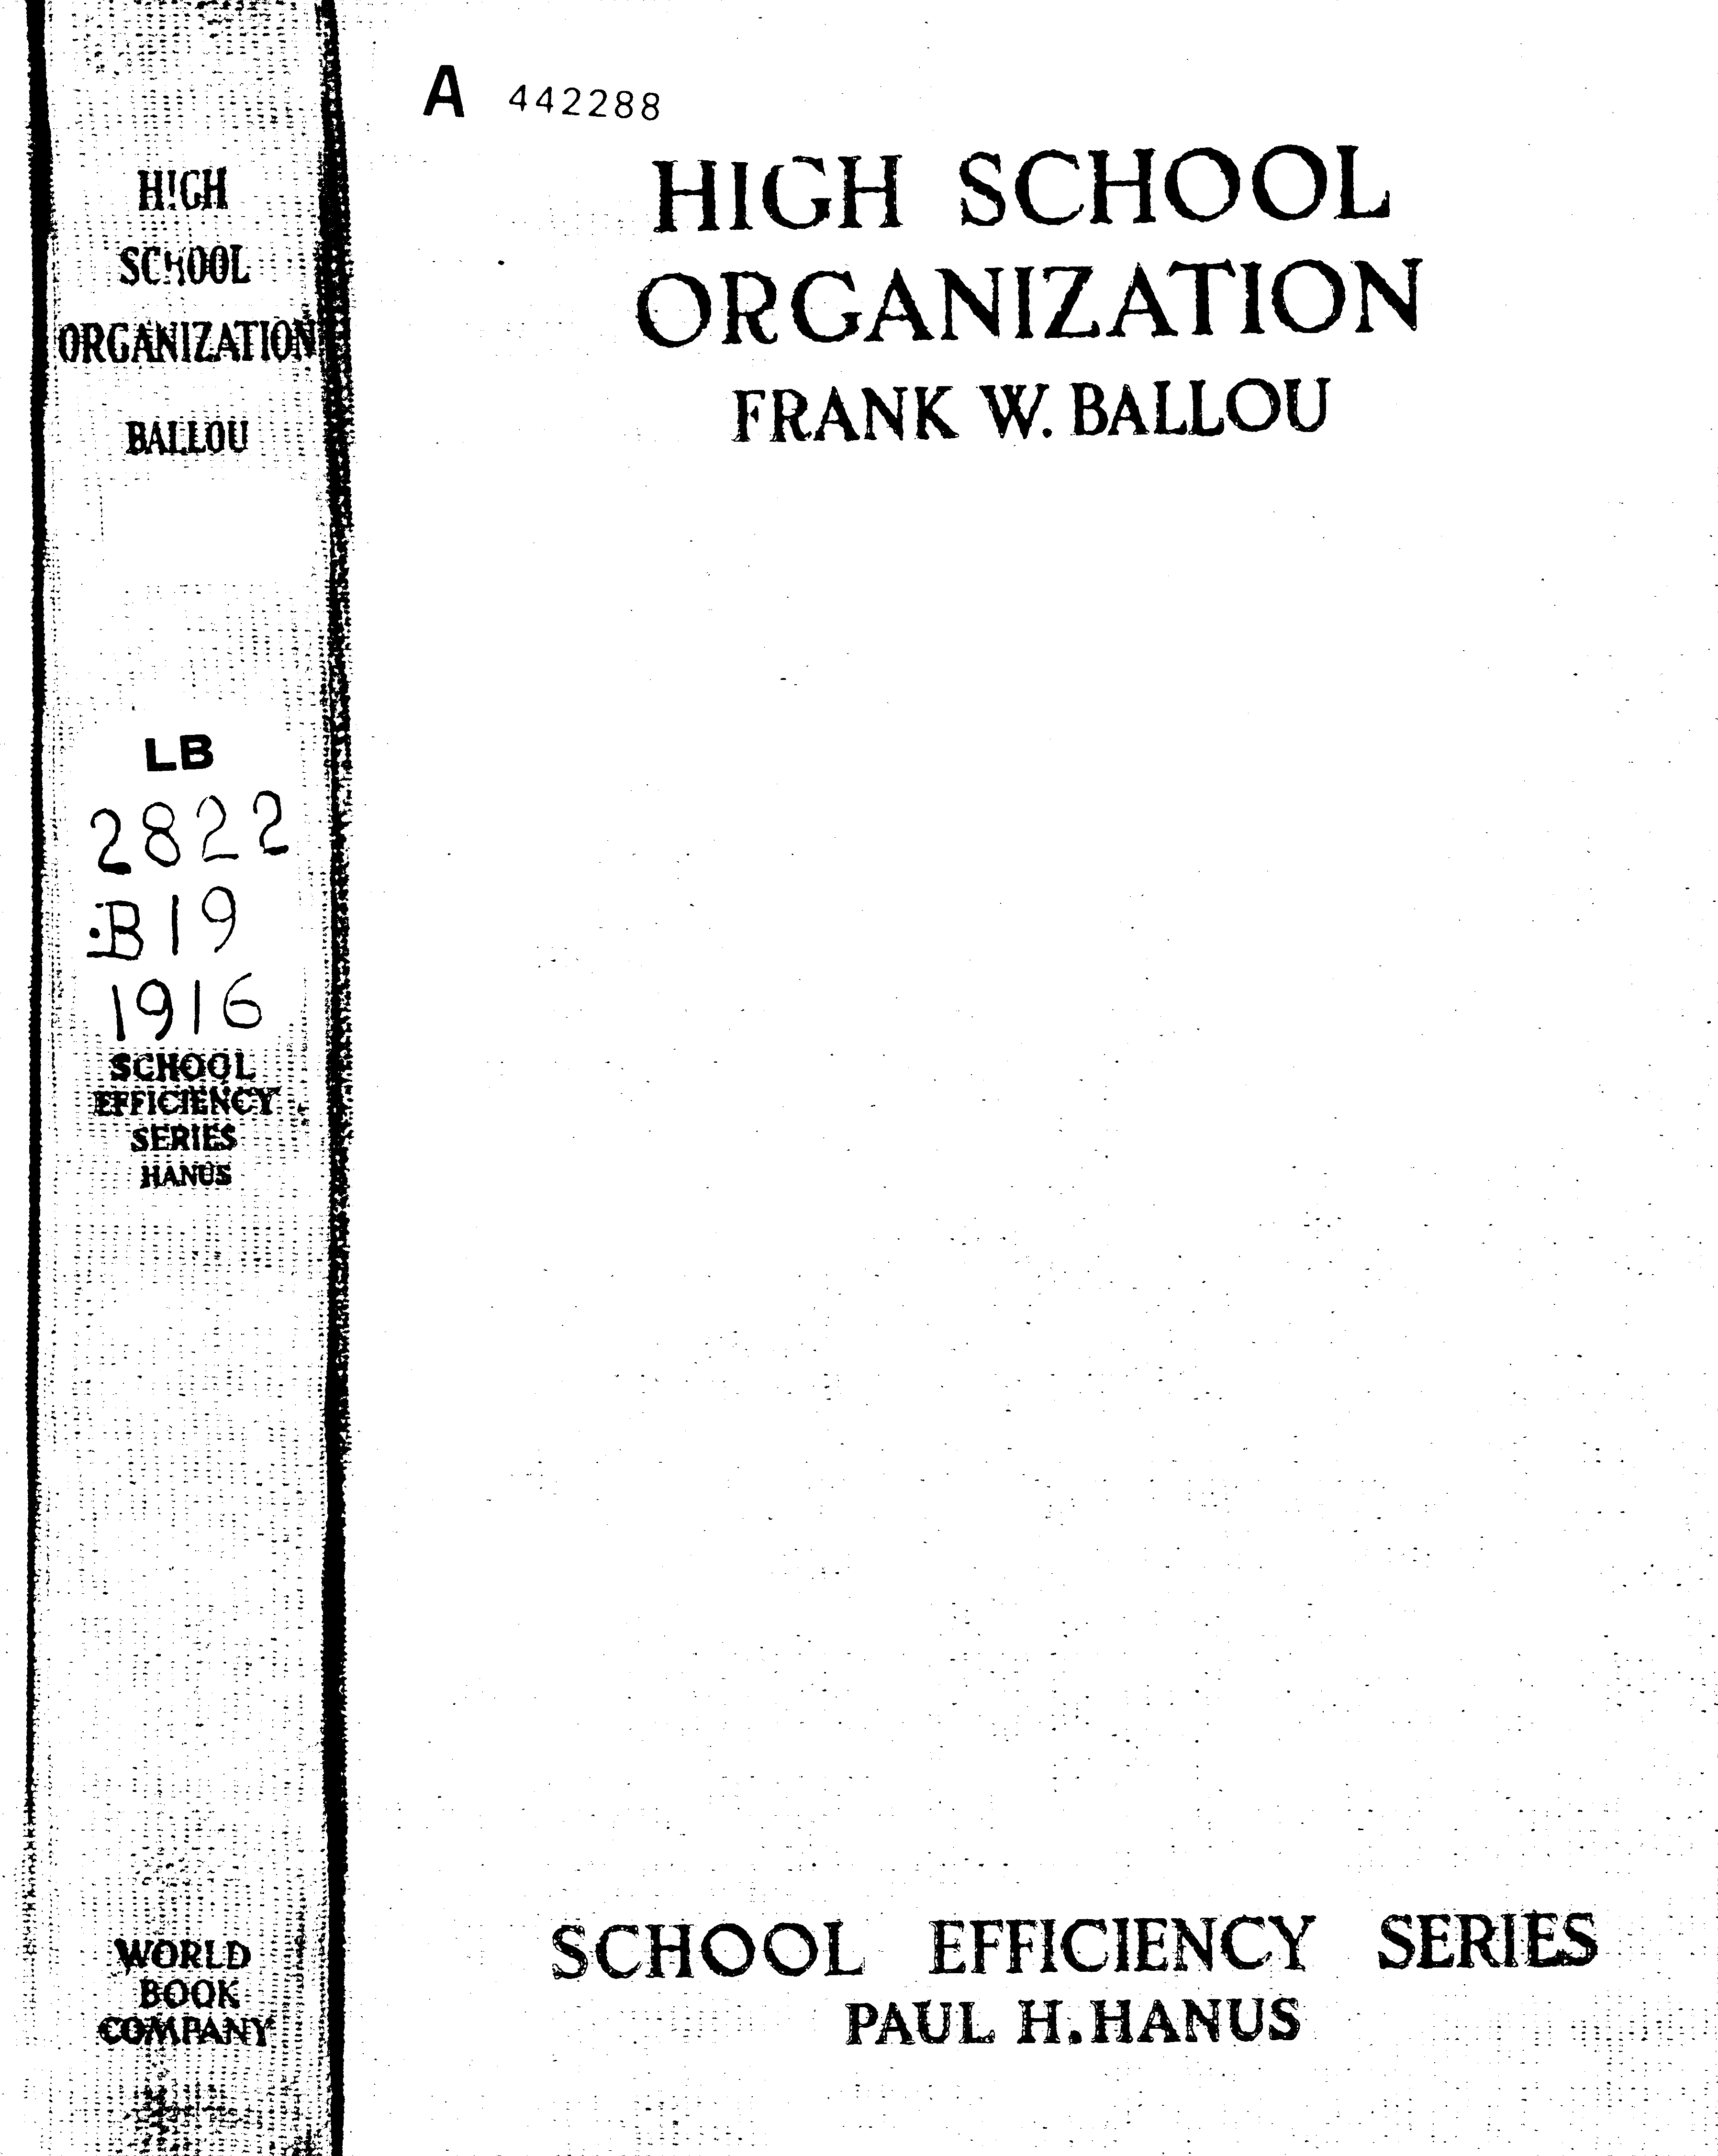 HIGH
SCHOOL
ORGANIZATION
BALLOU
LB
2822
.B19
1916
SCHOOL
EFFICIENCY
SERIES
HANUS
WORLD
BOOK
COMPANY
A 442288
HIGH SCHOOL
ORGANIZATION
FRANK W. BALLOU
SCHOOL EFFICIENCY SERIES
PAUL H. HANUS